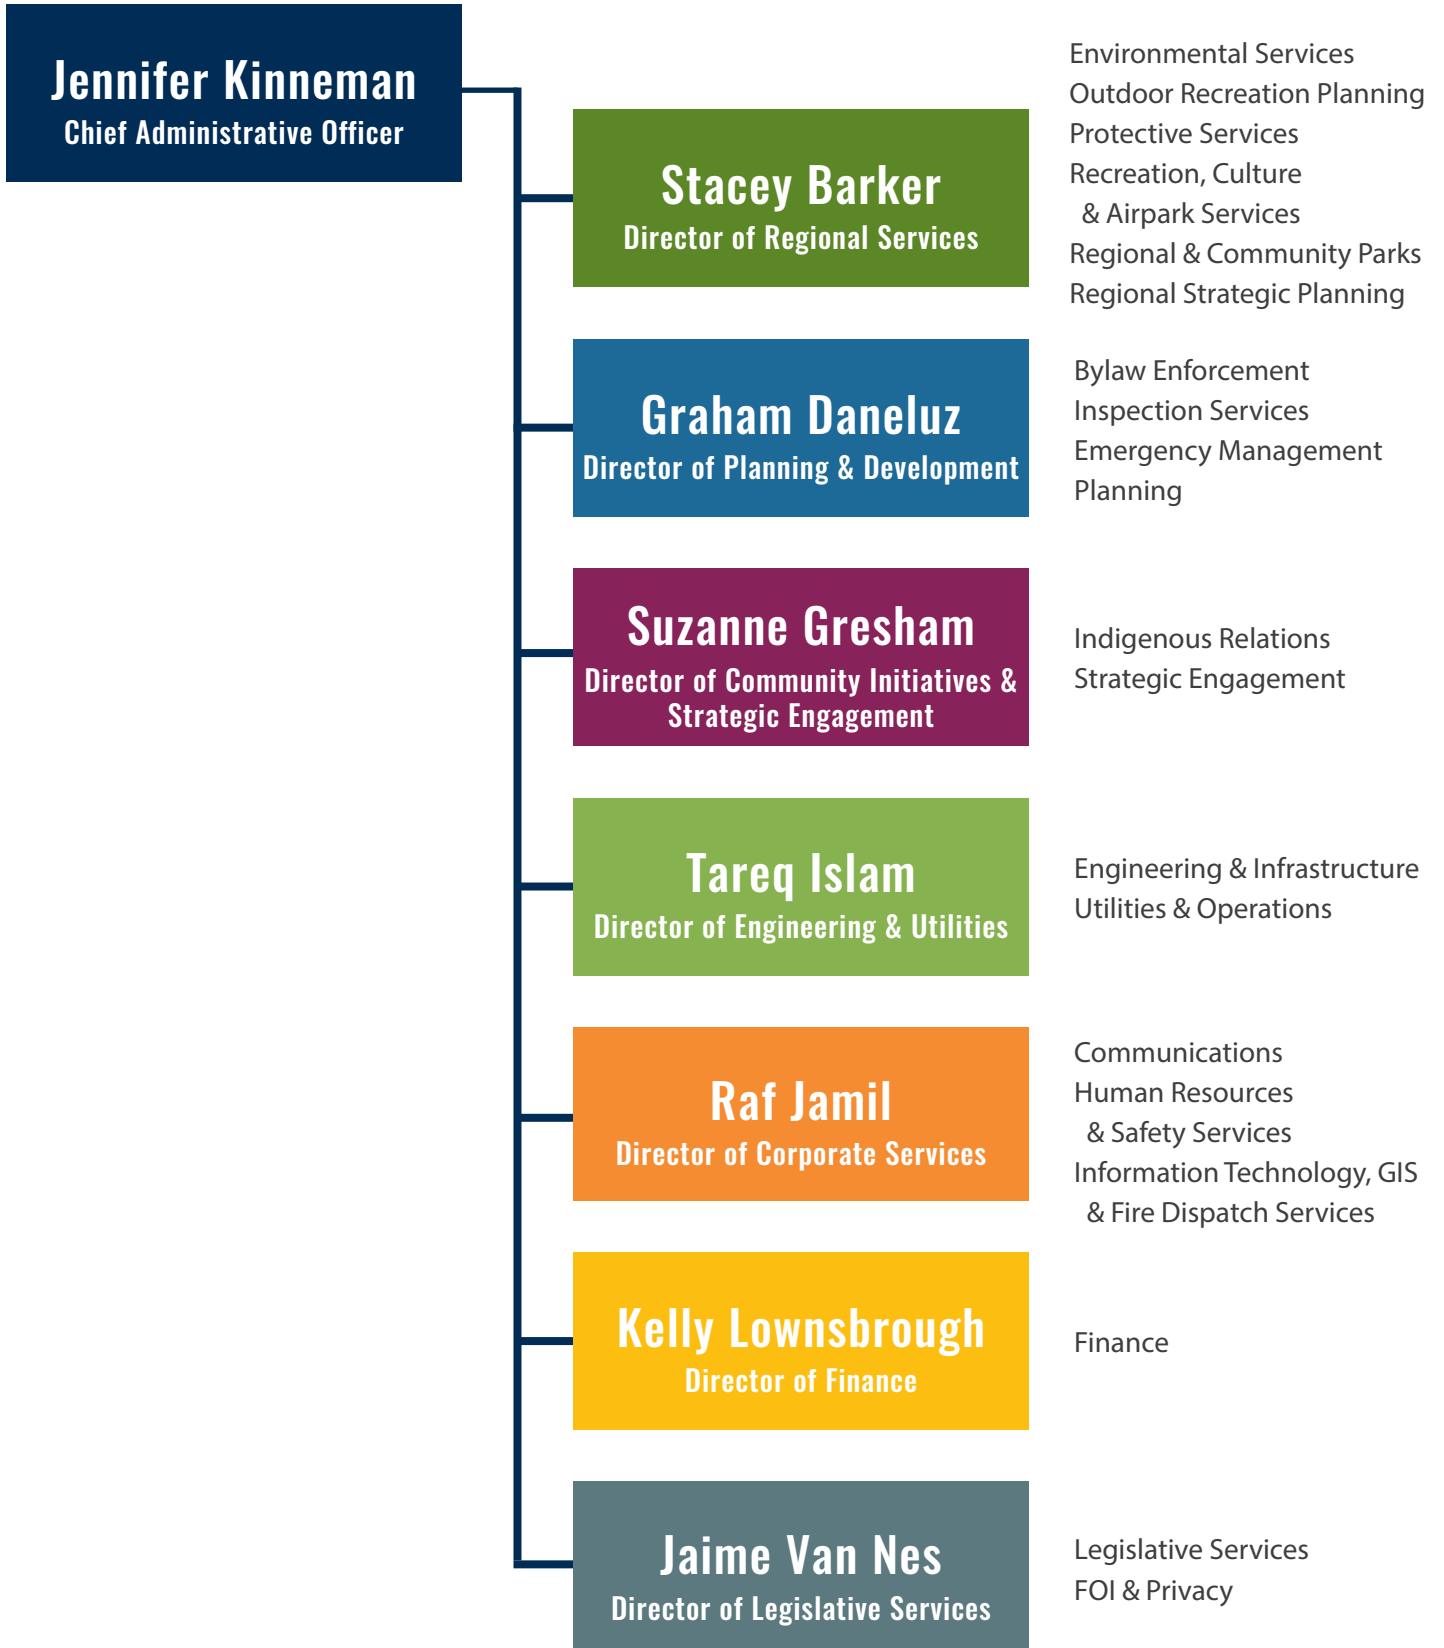 Jennifer Kinneman
Chief Administrative Officer
Stacey Barker
Director of Regional Services
Environmental Services
Outdoor Recreation Planning
Protective Services
Recreation, Culture
& Airpark Services
Regional & Community Parks
Regional Strategic Planning
Graham Daneluz
Director of Planning & Development
Bylaw Enforcement
Inspection Services
Emergency Management
Planning
Suzanne Gresham
Director of Community Initiatives &
Strategic Engagement
Indigenous Relations
Strategic Engagement
Tareq Islam
Director of Engineering & Utilities
Engineering & Infrastructure
Utilities & Operations
Raf Jamil
Director of Corporate Services
Communications
Human Resources
& Safety Services
Information Technology, GIS
& Fire Dispatch Services
Kelly Lownsbrough
Director of Finance
Finance
Jaime Van Nes
Director of Legislative Services
Legislative Services
FOI & Privacy